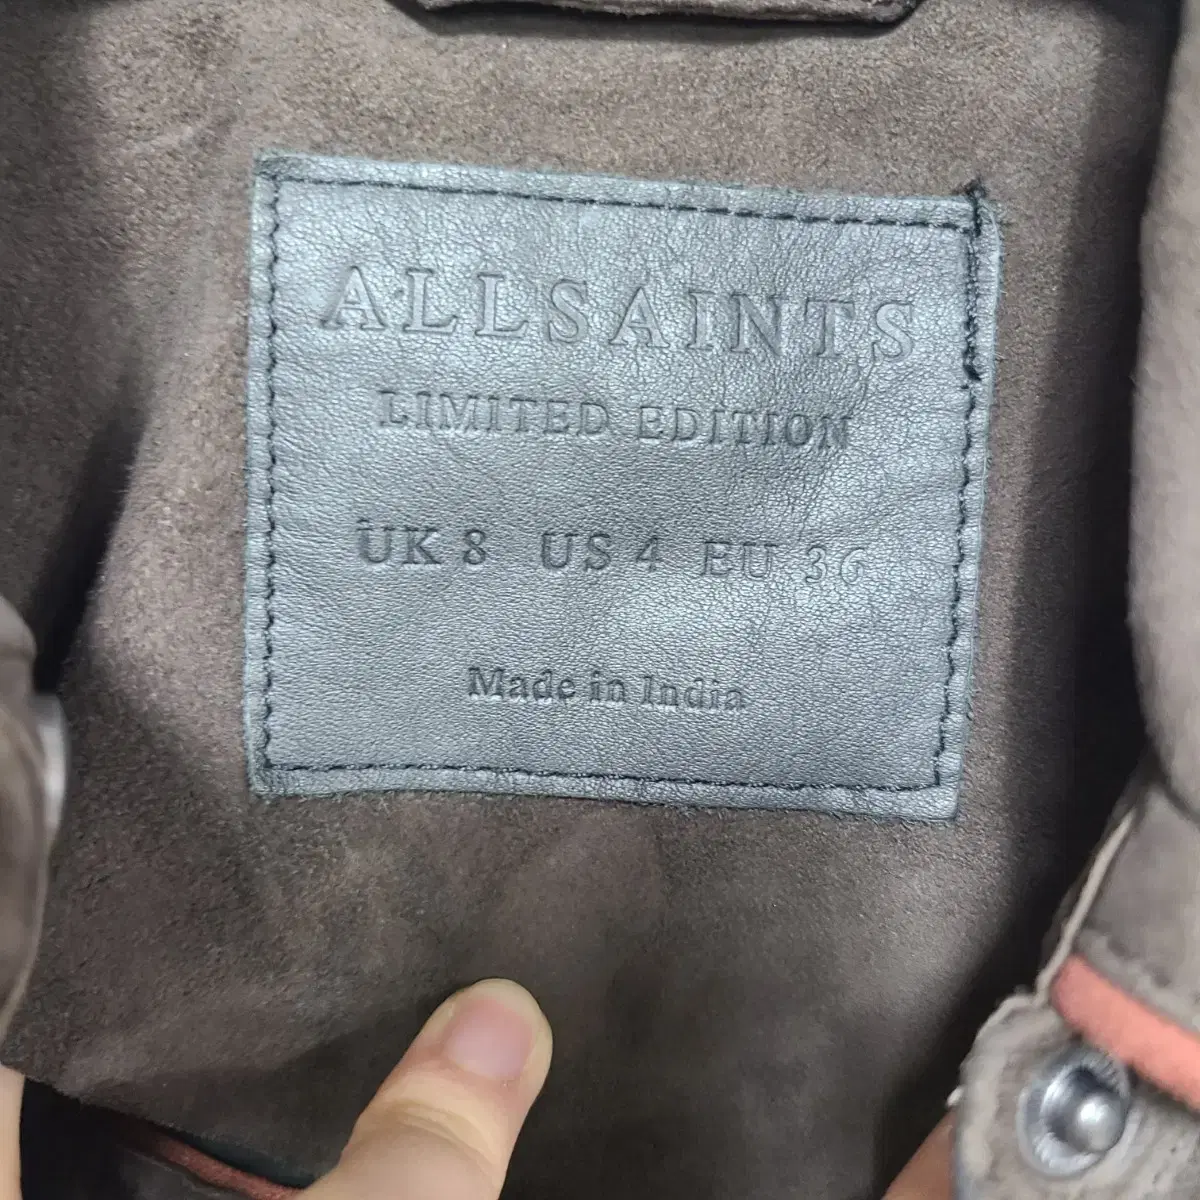 ALLSAINTS
LIMITED EDITION
UK 8 US 4 EU 36
Made in India